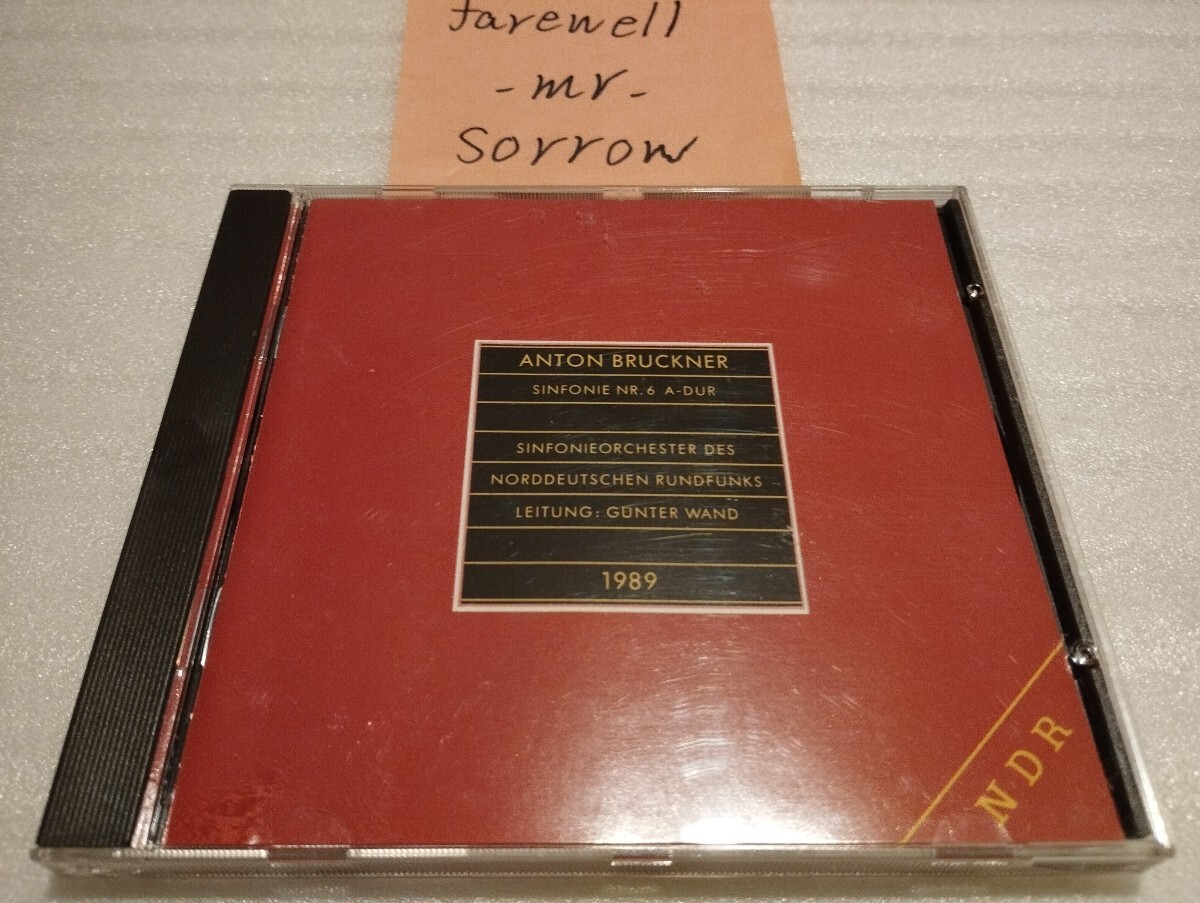 farewell
-mr-
Sorrow
ANTON BRUCKNER
SINFONIE NR.6 A-DUR
SINFONIEORCHESTER DES
NORDDEUTSCHEN RUNDFUNKS
LEITUNG: GÜNTER WAND
1989
NDR